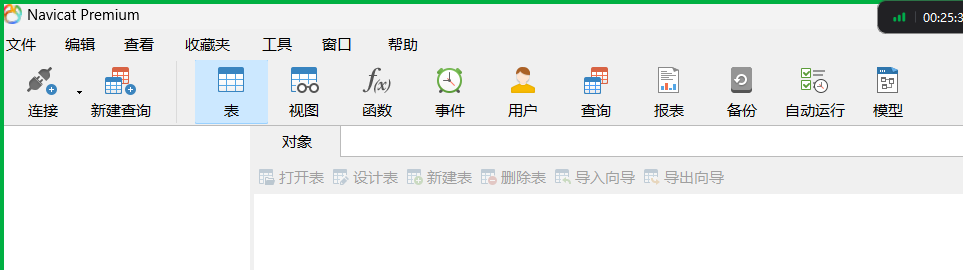 Navicat Premium
00:25:3
文件 编辑 查看 收藏夹 工具 窗口 帮助
连接 新建查询 表 视图 函数 事件 用户 查询 报表 备份 自动运行 模型
对象
打开表 设计表 新建表 删除表 导入向导 导出向导